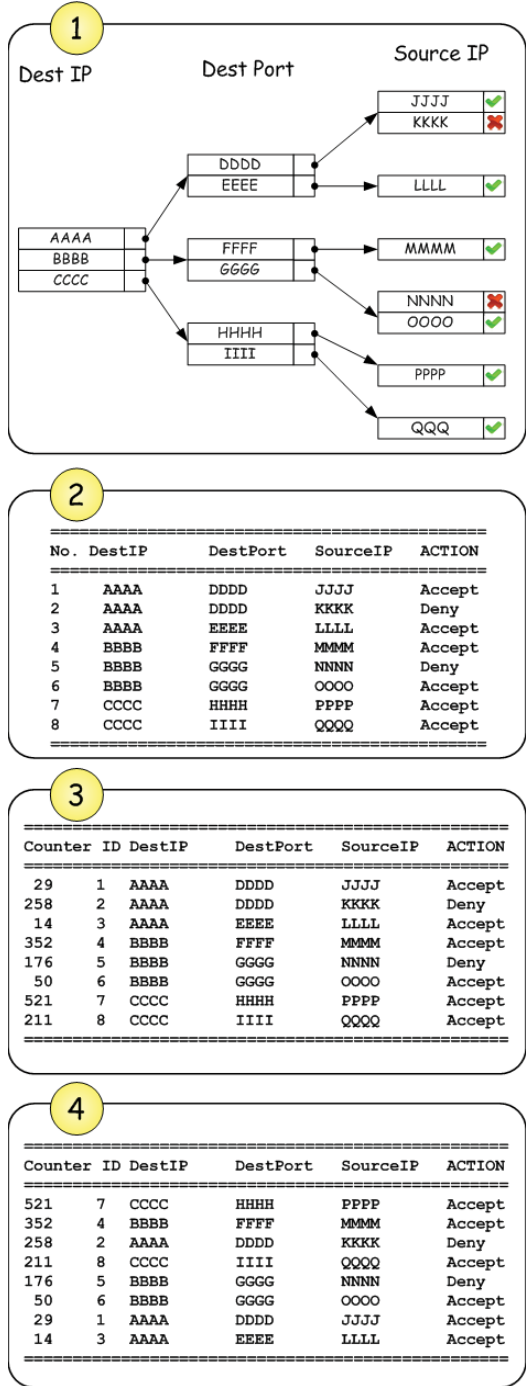 1
Dest IP Dest Port Source IP
JJJJ
KKKK
DDDD
EEEE LLLL
AAAA FFFF MMMM
BBBB GGGG
CCCC NNNN
OOOO
HHHH
IIII PPPP
QQQ
2
================================================
No. DestIP DestPort SourceIP ACTION
================================================
1 AAAA DDDD JJJJ Accept
2 AAAA DDDD KKKK Deny
3 AAAA EEEE LLLL Accept
4 BBBB FFFF MMMM Accept
5 BBBB GGGG NNNN Deny
6 BBBB GGGG OOOO Accept
7 CCCC HHHH PPPP Accept
8 CCCC IIII QQQQ Accept
================================================
3
=====================================================
Counter ID DestIP DestPort SourceIP ACTION
=====================================================
29 1 AAAA DDDD JJJJ Accept
258 2 AAAA DDDD KKKK Deny
14 3 AAAA EEEE LLLL Accept
352 4 BBBB FFFF MMMM Accept
176 5 BBBB GGGG NNNN Deny
50 6 BBBB GGGG OOOO Accept
521 7 CCCC HHHH PPPP Accept
211 8 CCCC IIII QQQQ Accept
=====================================================
4
=====================================================
Counter ID DestIP DestPort SourceIP ACTION
=====================================================
521 7 CCCC HHHH PPPP Accept
352 4 BBBB FFFF MMMM Accept
258 2 AAAA DDDD KKKK Deny
211 8 CCCC IIII QQQQ Accept
176 5 BBBB GGGG NNNN Deny
50 6 BBBB GGGG OOOO Accept
29 1 AAAA DDDD JJJJ Accept
14 3 AAAA EEEE LLLL Accept
=====================================================